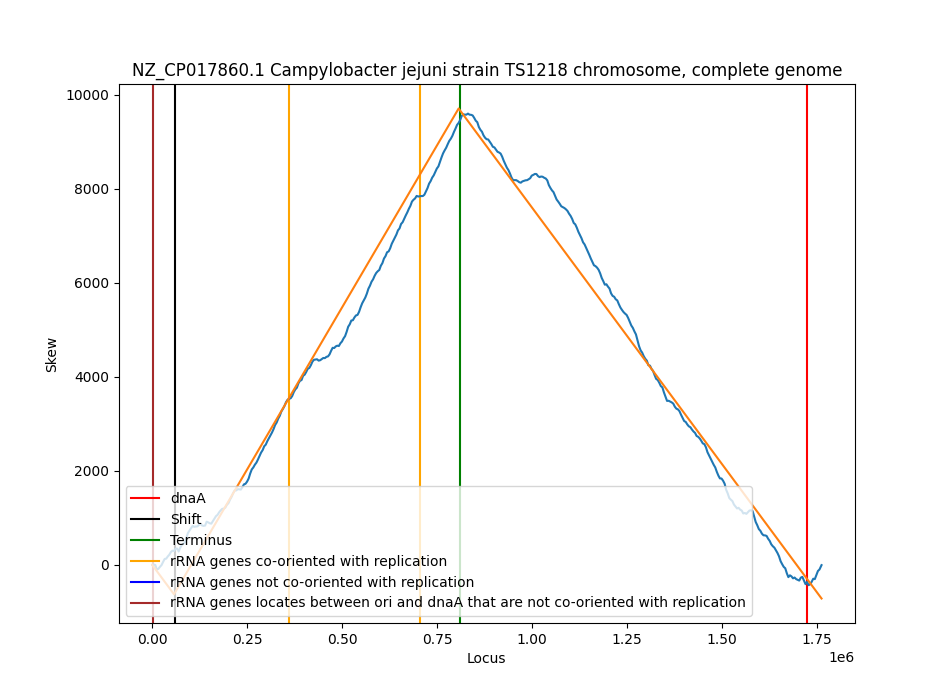 NZ_CP017860.1 Campylobacter jejuni strain TS1218 chromosome, complete genome
10000
8000
6000
4000
2000
0
Skew
dnaA
Shift
Terminus
rRNA genes co-oriented with replication
rRNA genes not co-oriented with replication
rRNA genes locates between ori and dnaA that are not co-oriented with replication
0.00 0.25 0.50 0.75 1.00 1.25 1.50 1.75
1e6
Locus